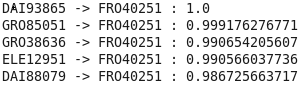 DAI93865 -> FRO40251 : 1.0
GRO85051 -> FRO40251 : 0.999176276771
GRO38636 -> FRO40251 : 0.990654205607
ELE12951 -> FRO40251 : 0.990566037736
DAI88079 -> FRO40251 : 0.986725663717